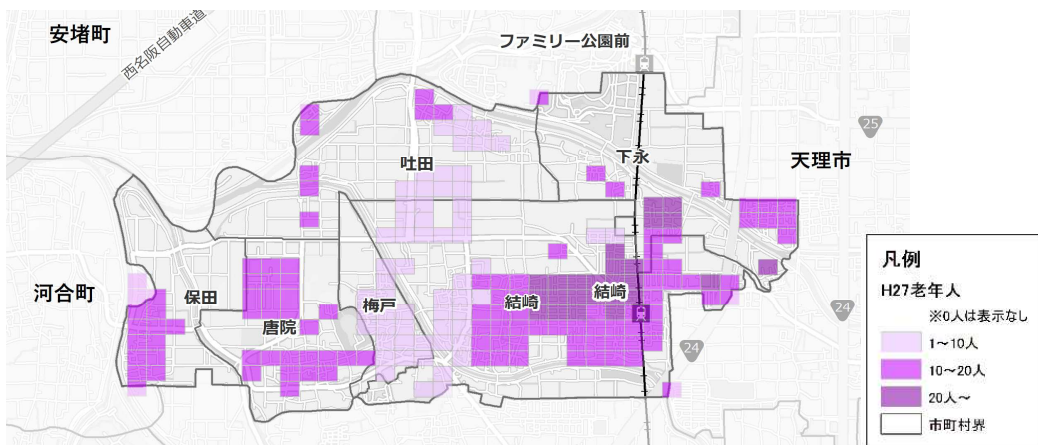 安堵町
西名阪自動車道
ファミリー公園前
25
天理市
下永
吐田
河合町
保田
唐院
梅戸
結崎
結崎
24
24
凡例
H27老年人
※0人は表示なし
1～10人
10～20人
20人～
市町村界